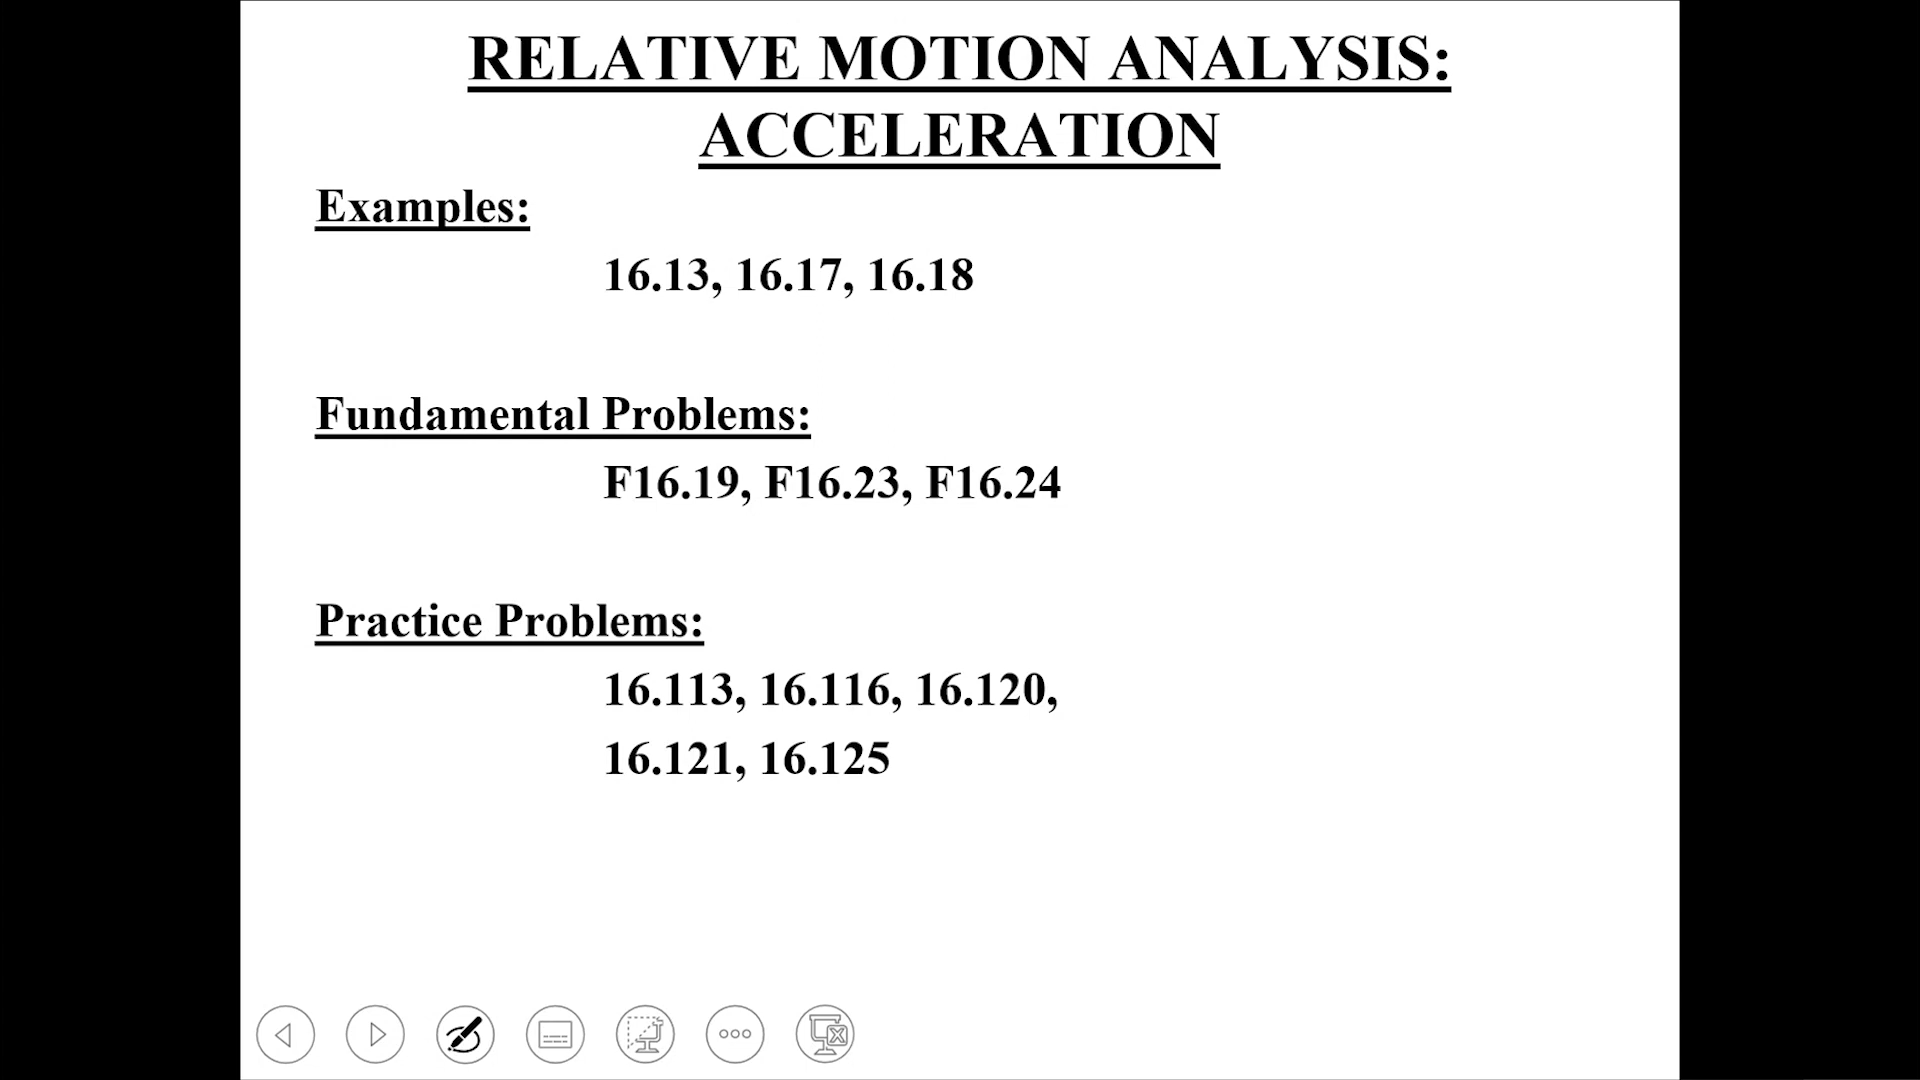 RELATIVE MOTION ANALYSIS:
ACCELERATION
Examples:
16.13, 16.17, 16.18
Fundamental Problems:
F16.19, F16.23, F16.24
Practice Problems:
16.113, 16.116, 16.120,
16.121, 16.125